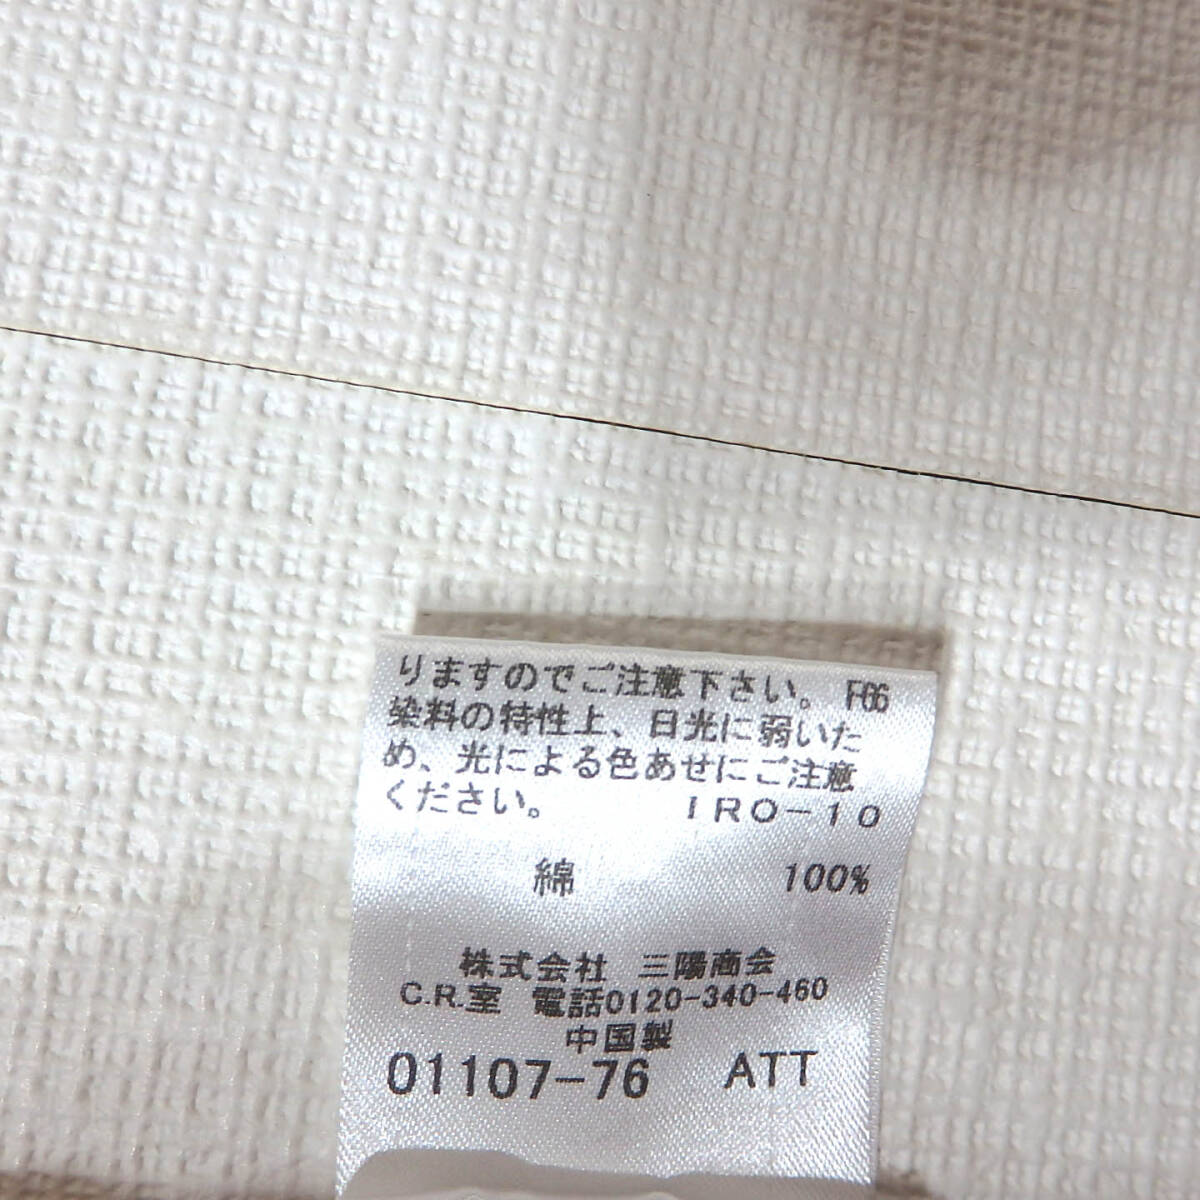 りますのでご注意下さい。 F66
染料の特性上、日光に弱いた
め、光による色あせにご注意
ください。 IRO-10
綿 100%
株式会社 三陽商会
C.R.室 電話0120-340-460
中国製
01107-76 ATT